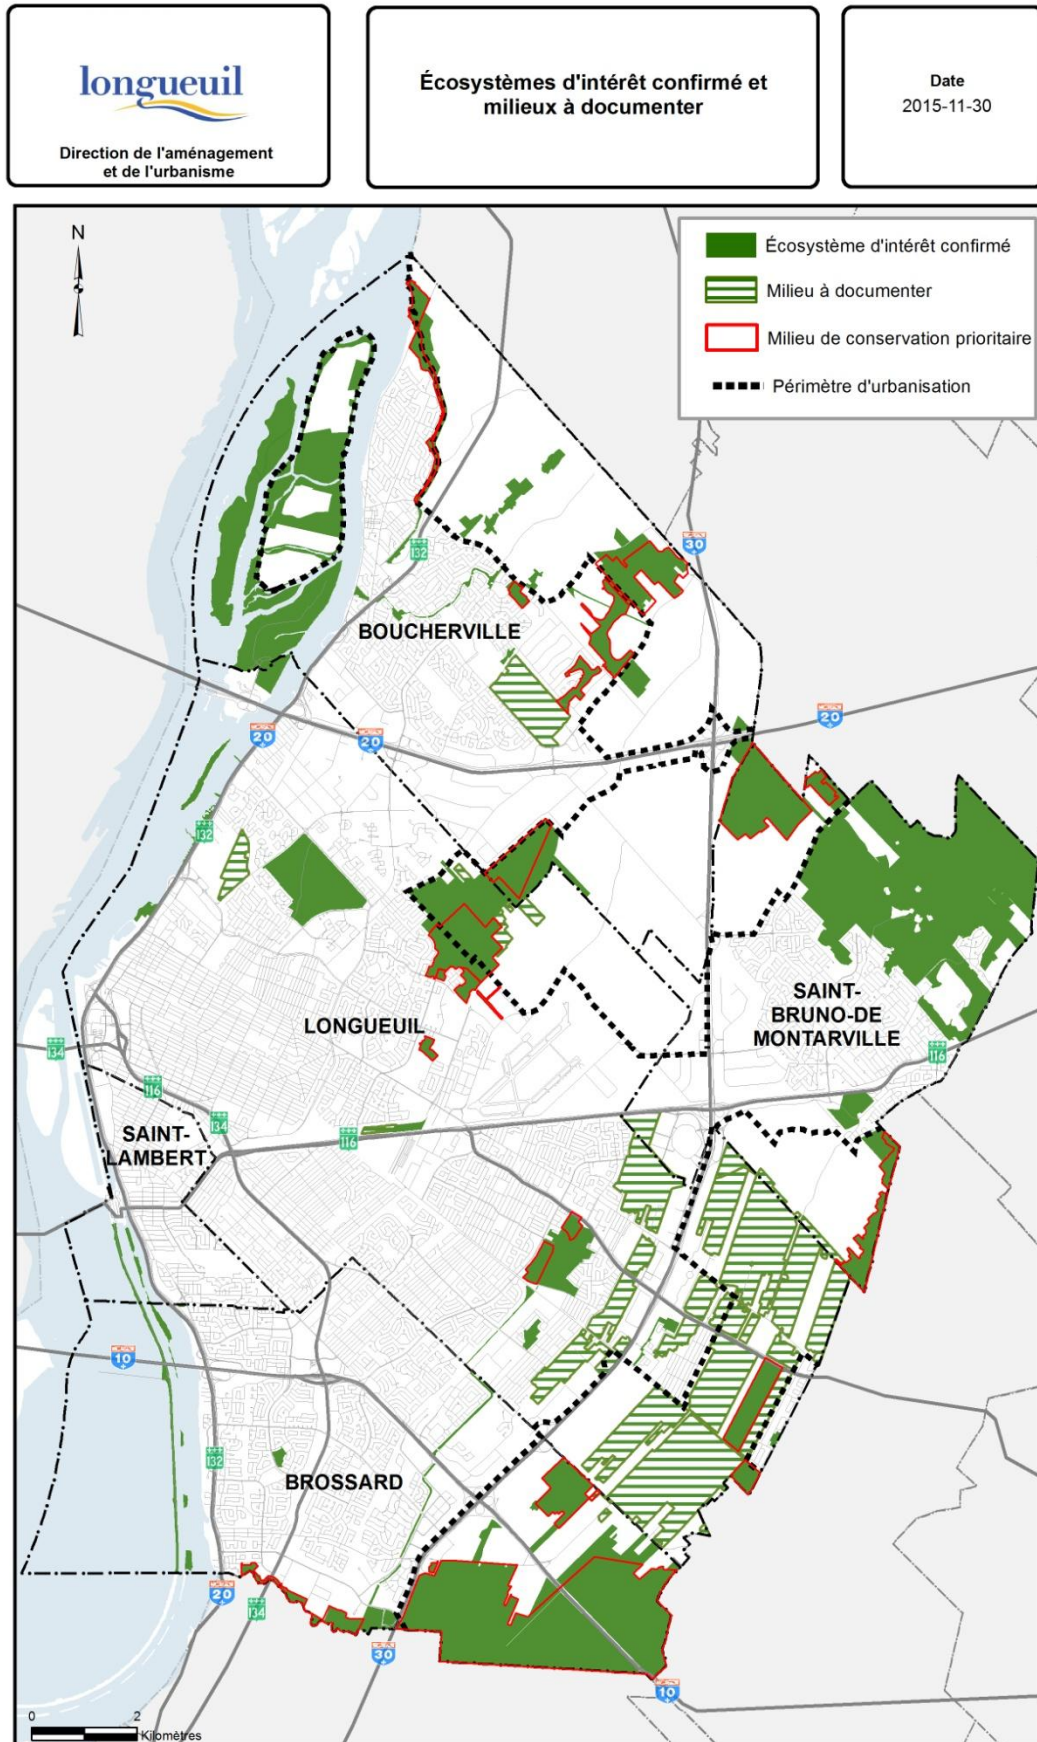 longueuil
Direction de l'aménagement
et de l'urbanisme
Écosystèmes d'intérêt confirmé et
milieux à documenter
Date
2015-11-30
N
Écosystème d'intérêt confirmé
Milieu à documenter
Milieu de conservation prioritaire
Périmètre d'urbanisation
132
30
BOUCHERVILLE
20
20
20
132
SAINT-
BRUNO-DE
MONTARVILLE
LONGUEUIL
134
116
116
134
116
SAINT-
LAMBERT
10
132
BROSSARD
20
134
30
10
0 2
Kilomètres